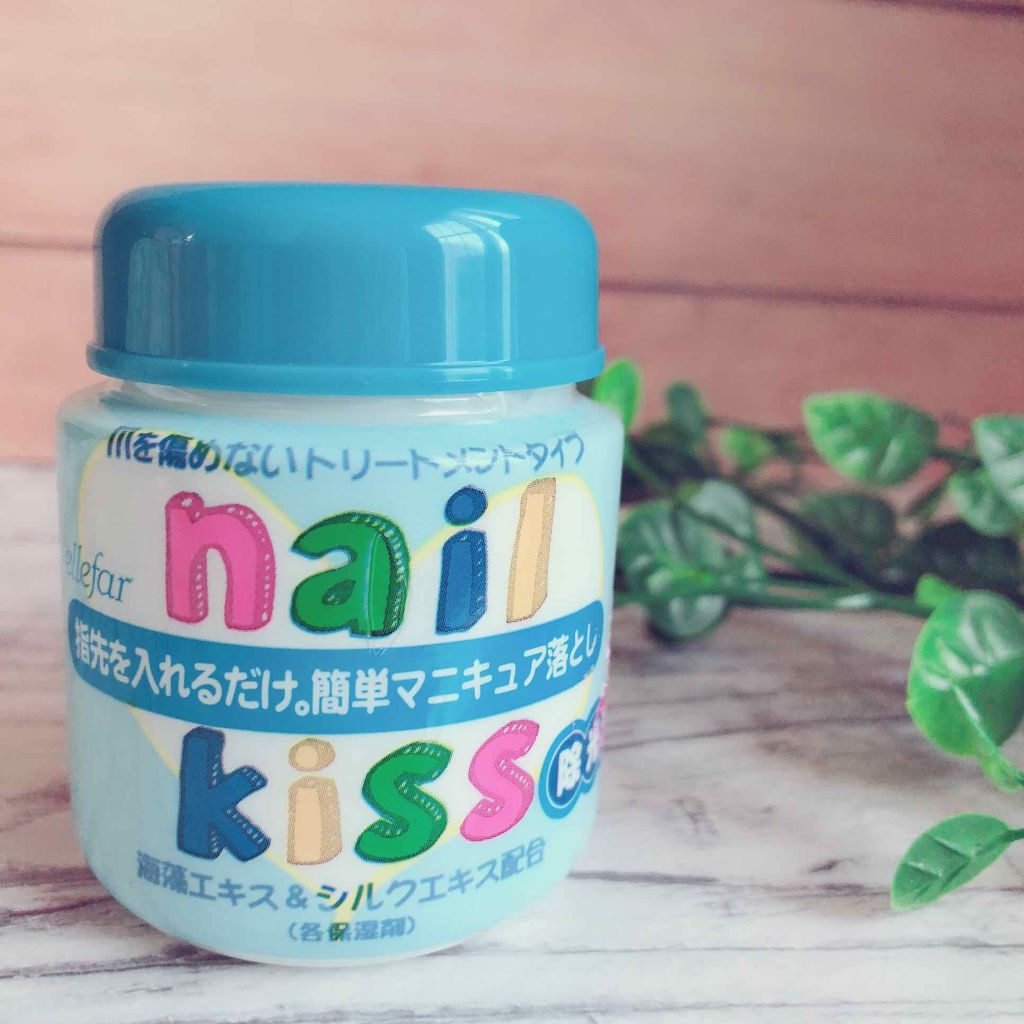 爪を傷めないトリートメントタイプ
nail
ellefar
指先を入れるだけ。簡単マニキュア落とし
kiss
除
海藻エキス&シルクエキス配合
(各保湿剤)